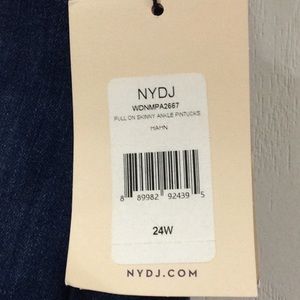 NYDJ
WDNMPA2667
PULL ON SKINNY ANKLE PINTUCKS
HAHN
8 89982 92439 5
24W
NYDJ.COM